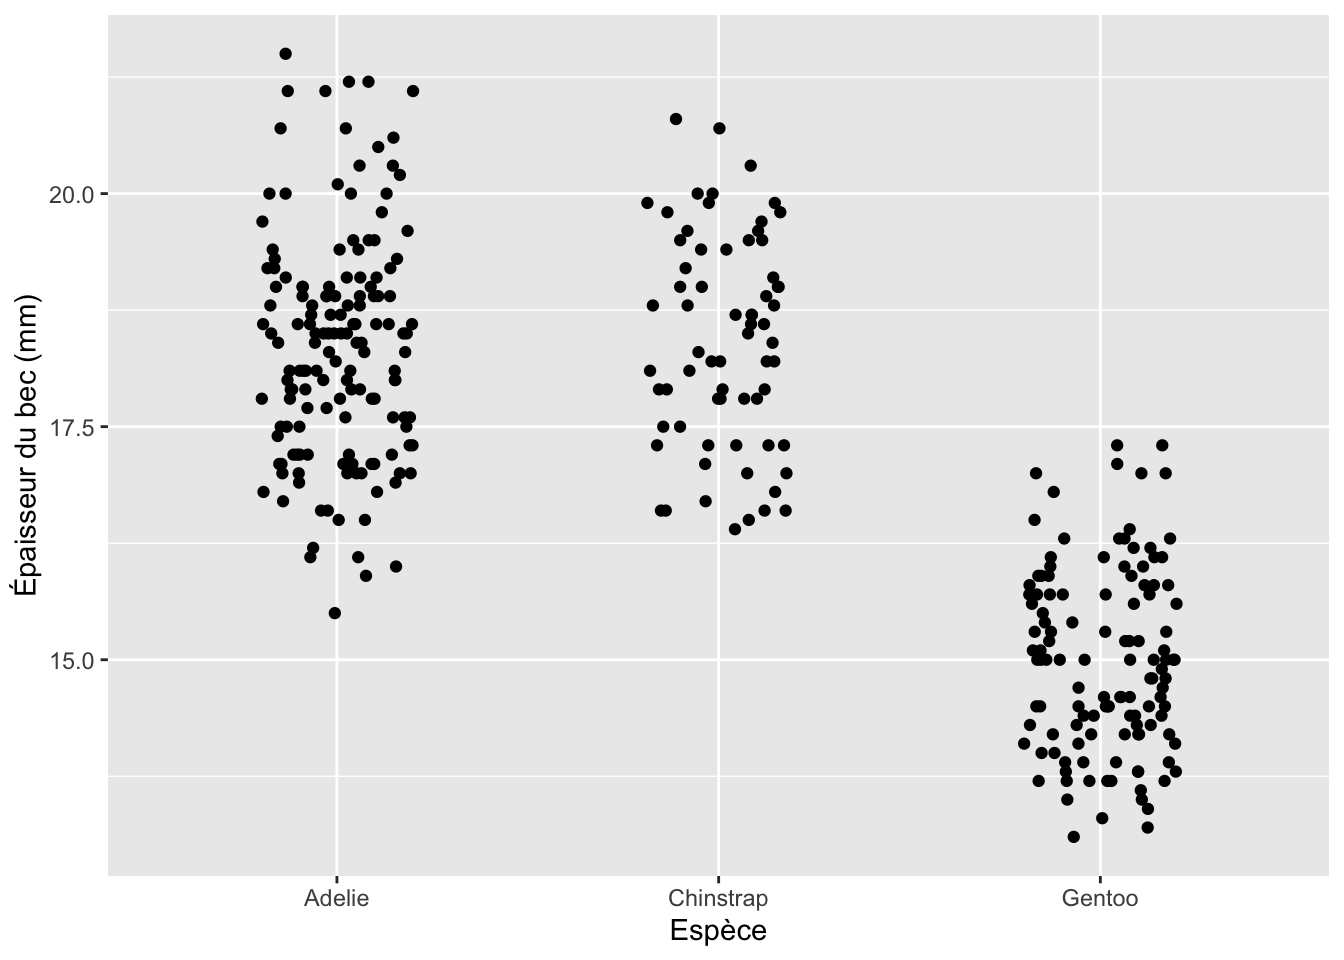 Épaisseur du bec (mm)
20.0
17.5
15.0
Adelie Chinstrap Gentoo
Espèce